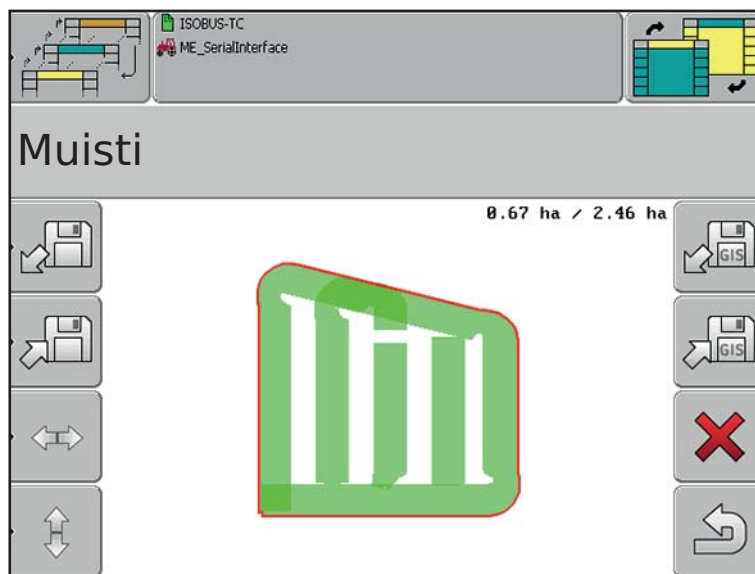 ISOBUS-TC
ME_SerialInterface
Muisti
0.67 ha / 2.46 ha
GIS
GIS